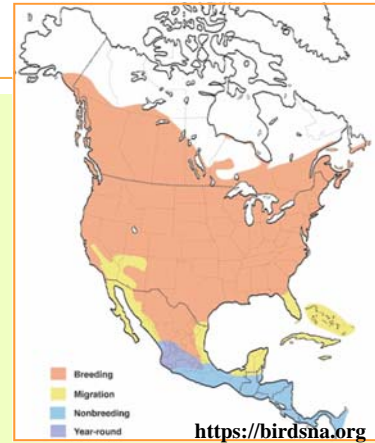 Breeding
Migration
Nonbreeding
Year-round
https://birdsna.org